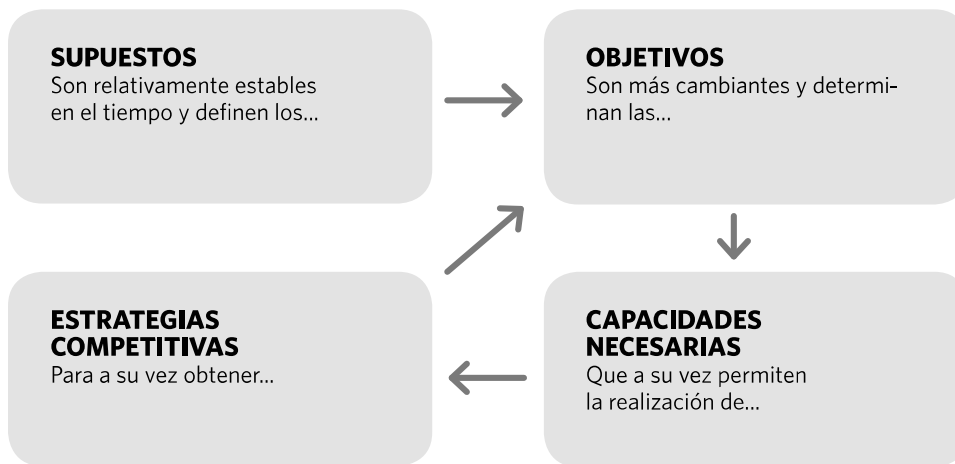 SUPUESTOS
Son relativamente estables
en el tiempo y definen los...
OBJETIVOS
Son más cambiantes y determi-
nan las...
ESTRATEGIAS
COMPETITIVAS
Para a su vez obtener...
CAPACIDADES
NECESARIAS
Que a su vez permiten
la realización de...